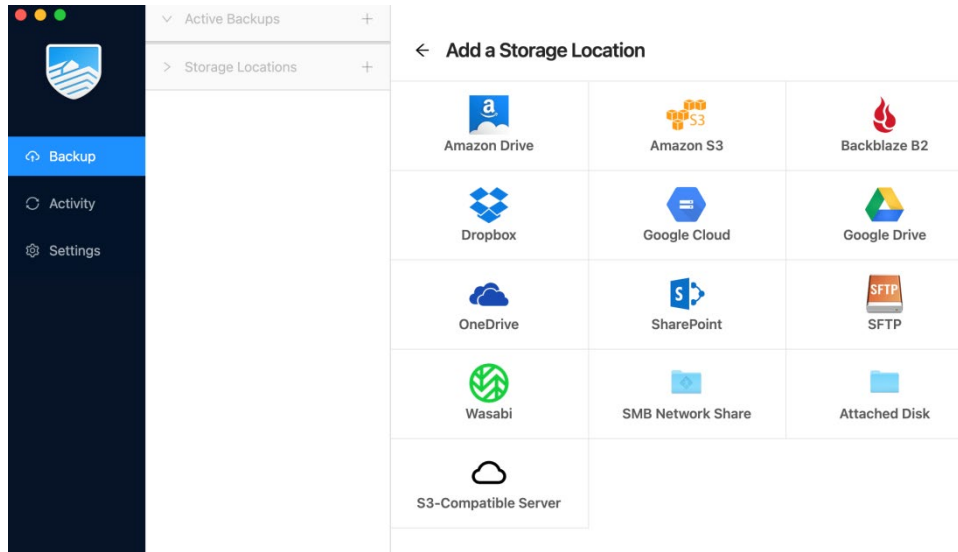 Active Backups
Storage Locations
Backup
Activity
Settings
Add a Storage Location
a
Amazon Drive
S3
Amazon S3
Backblaze B2
Dropbox
Google Cloud
Google Drive
OneDrive
S
SharePoint
SFTP
SFTP
Wasabi
SMB Network Share
Attached Disk
S3-Compatible Server